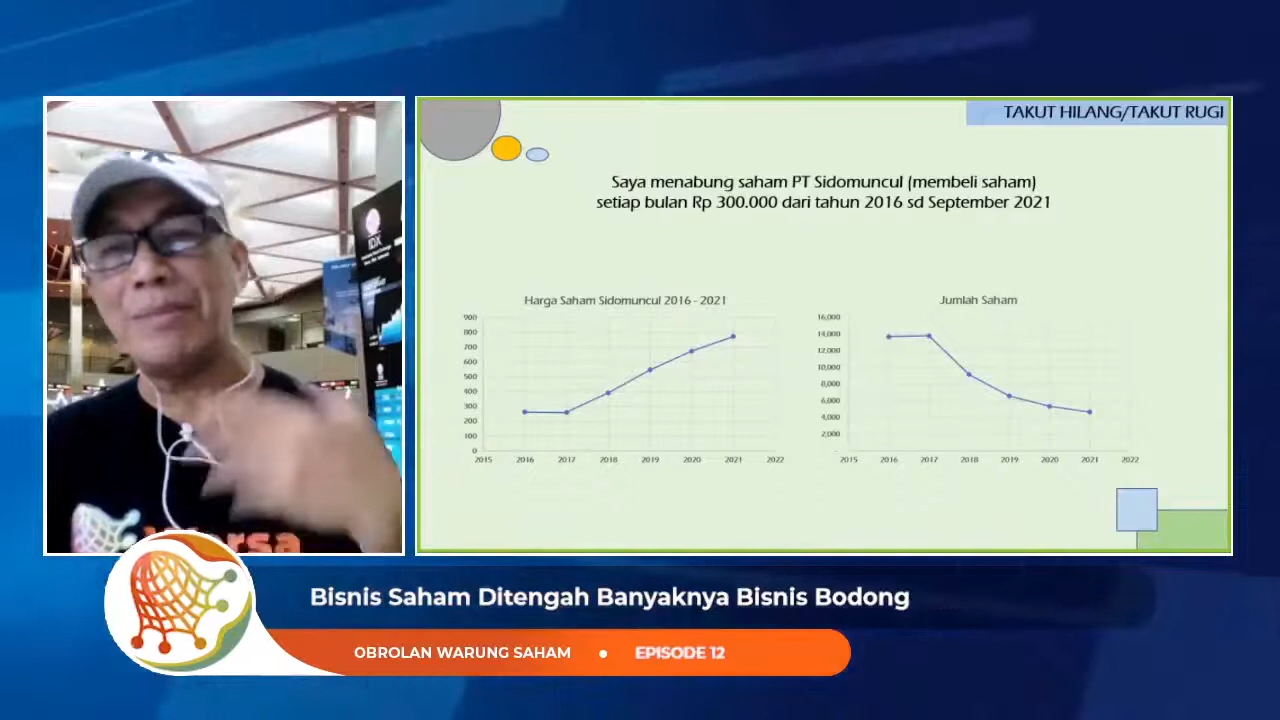 TAKUT HILANG/TAKUT RUGI
Saya menabung saham PT Sidomuncul (membeli saham)
setiap bulan Rp 300.000 dari tahun 2016 sd September 2021
Harga Saham Sidomuncul 2016 - 2021
900
800
700
600
500
400
300
200
100
0
2015 2016 2017 2018 2019 2020 2021 2022
Jumlah Saham
16,000
14,000
12,000
10,000
8,000
6,000
4,000
2,000
-
2015 2016 2017 2018 2019 2020 2021 2022
IDX
Bisnis Saham Ditengah Banyaknya Bisnis Bodong
OBROLAN WARUNG SAHAM • EPISODE 12